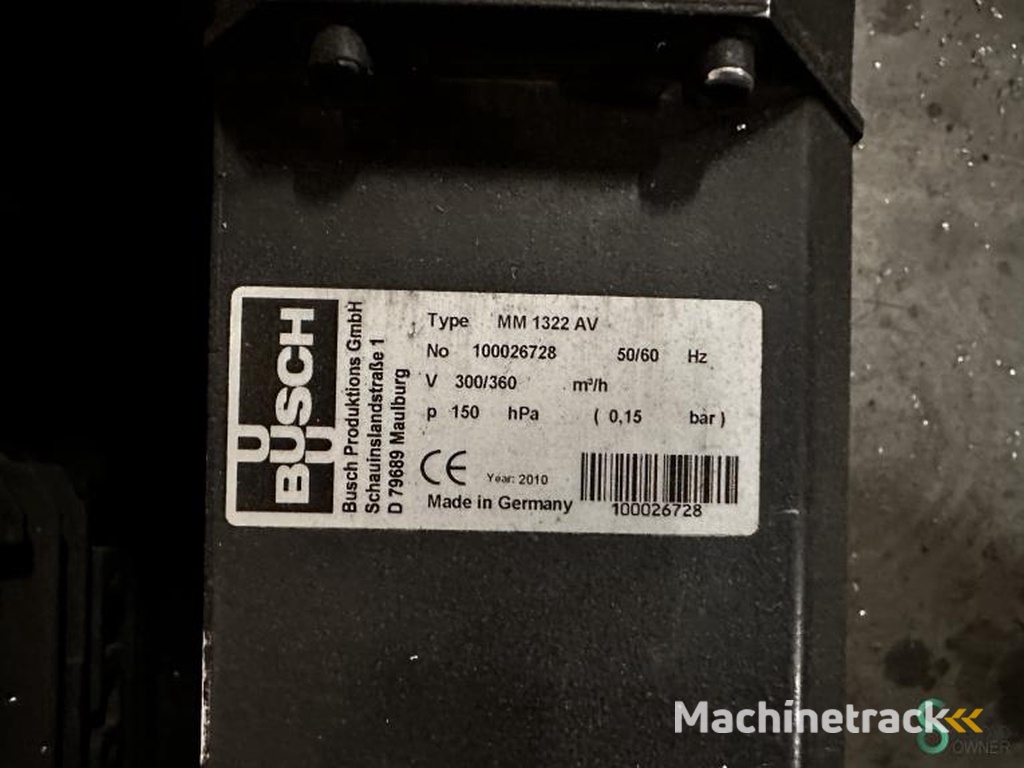 BUSCH
Busch Produktions GmbH
Schauinslandstraße 1
D 79689 Maulburg
Type MM 1322 AV
No 100026728 50/60 Hz
V 300/360 m³/h
p 150 hPa ( 0,15 bar )
CE Year: 2010
Made in Germany
100026728
Machinetrack
OWNER